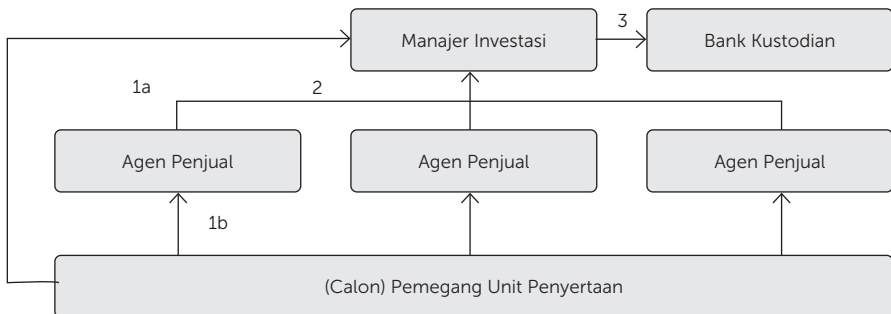 3
Manajer Investasi
Bank Kustodian
1a
2
Agen Penjual
Agen Penjual
Agen Penjual
1b
(Calon) Pemegang Unit Penyertaan